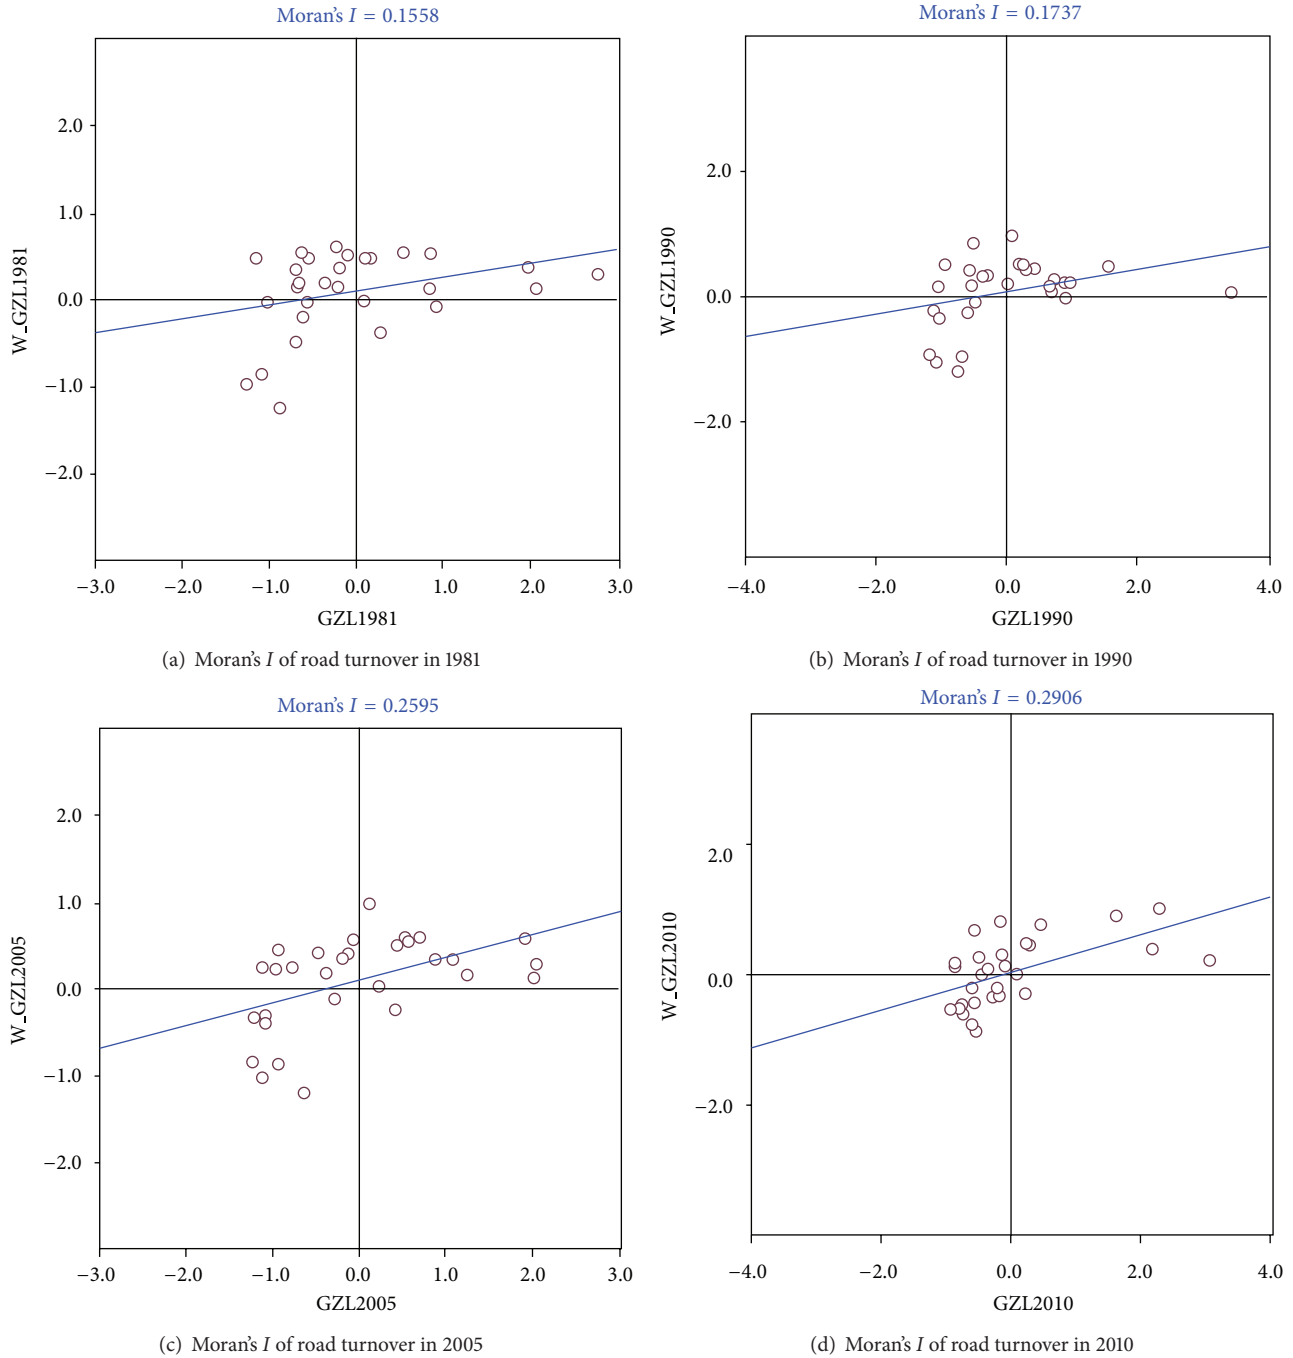 Moran's I = 0.1558
2.0
1.0
0.0
−1.0
−2.0
W_GZL1981
−3.0 −2.0 −1.0 0.0 1.0 2.0 3.0
GZL1981
(a) Moran's I of road turnover in 1981
Moran's I = 0.1737
2.0
0.0
−2.0
W_GZL1990
−4.0 −2.0 0.0 2.0 4.0
GZL1990
(b) Moran's I of road turnover in 1990
Moran's I = 0.2595
2.0
1.0
0.0
−1.0
−2.0
W_GZL2005
−3.0 −2.0 −1.0 0.0 1.0 2.0 3.0
GZL2005
(c) Moran's I of road turnover in 2005
Moran's I = 0.2906
2.0
0.0
−2.0
W_GZL2010
−4.0 −2.0 0.0 2.0 4.0
GZL2010
(d) Moran's I of road turnover in 2010